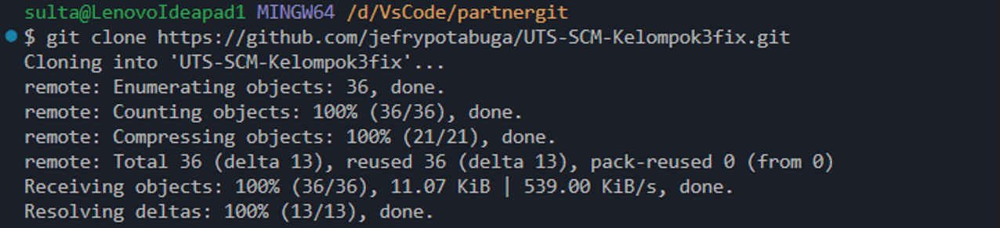 sulta@LenovoIdeapad1 MINGW64 /d/VsCode/partnergit
$ git clone https://github.com/jefrypotabuga/UTS-SCM-Kelompok3fix.git
Cloning into 'UTS-SCM-Kelompok3fix'...
remote: Enumerating objects: 36, done.
remote: Counting objects: 100% (36/36), done.
remote: Compressing objects: 100% (21/21), done.
remote: Total 36 (delta 13), reused 36 (delta 13), pack-reused 0 (from 0)
Receiving objects: 100% (36/36), 11.07 KiB | 539.00 KiB/s, done.
Resolving deltas: 100% (13/13), done.